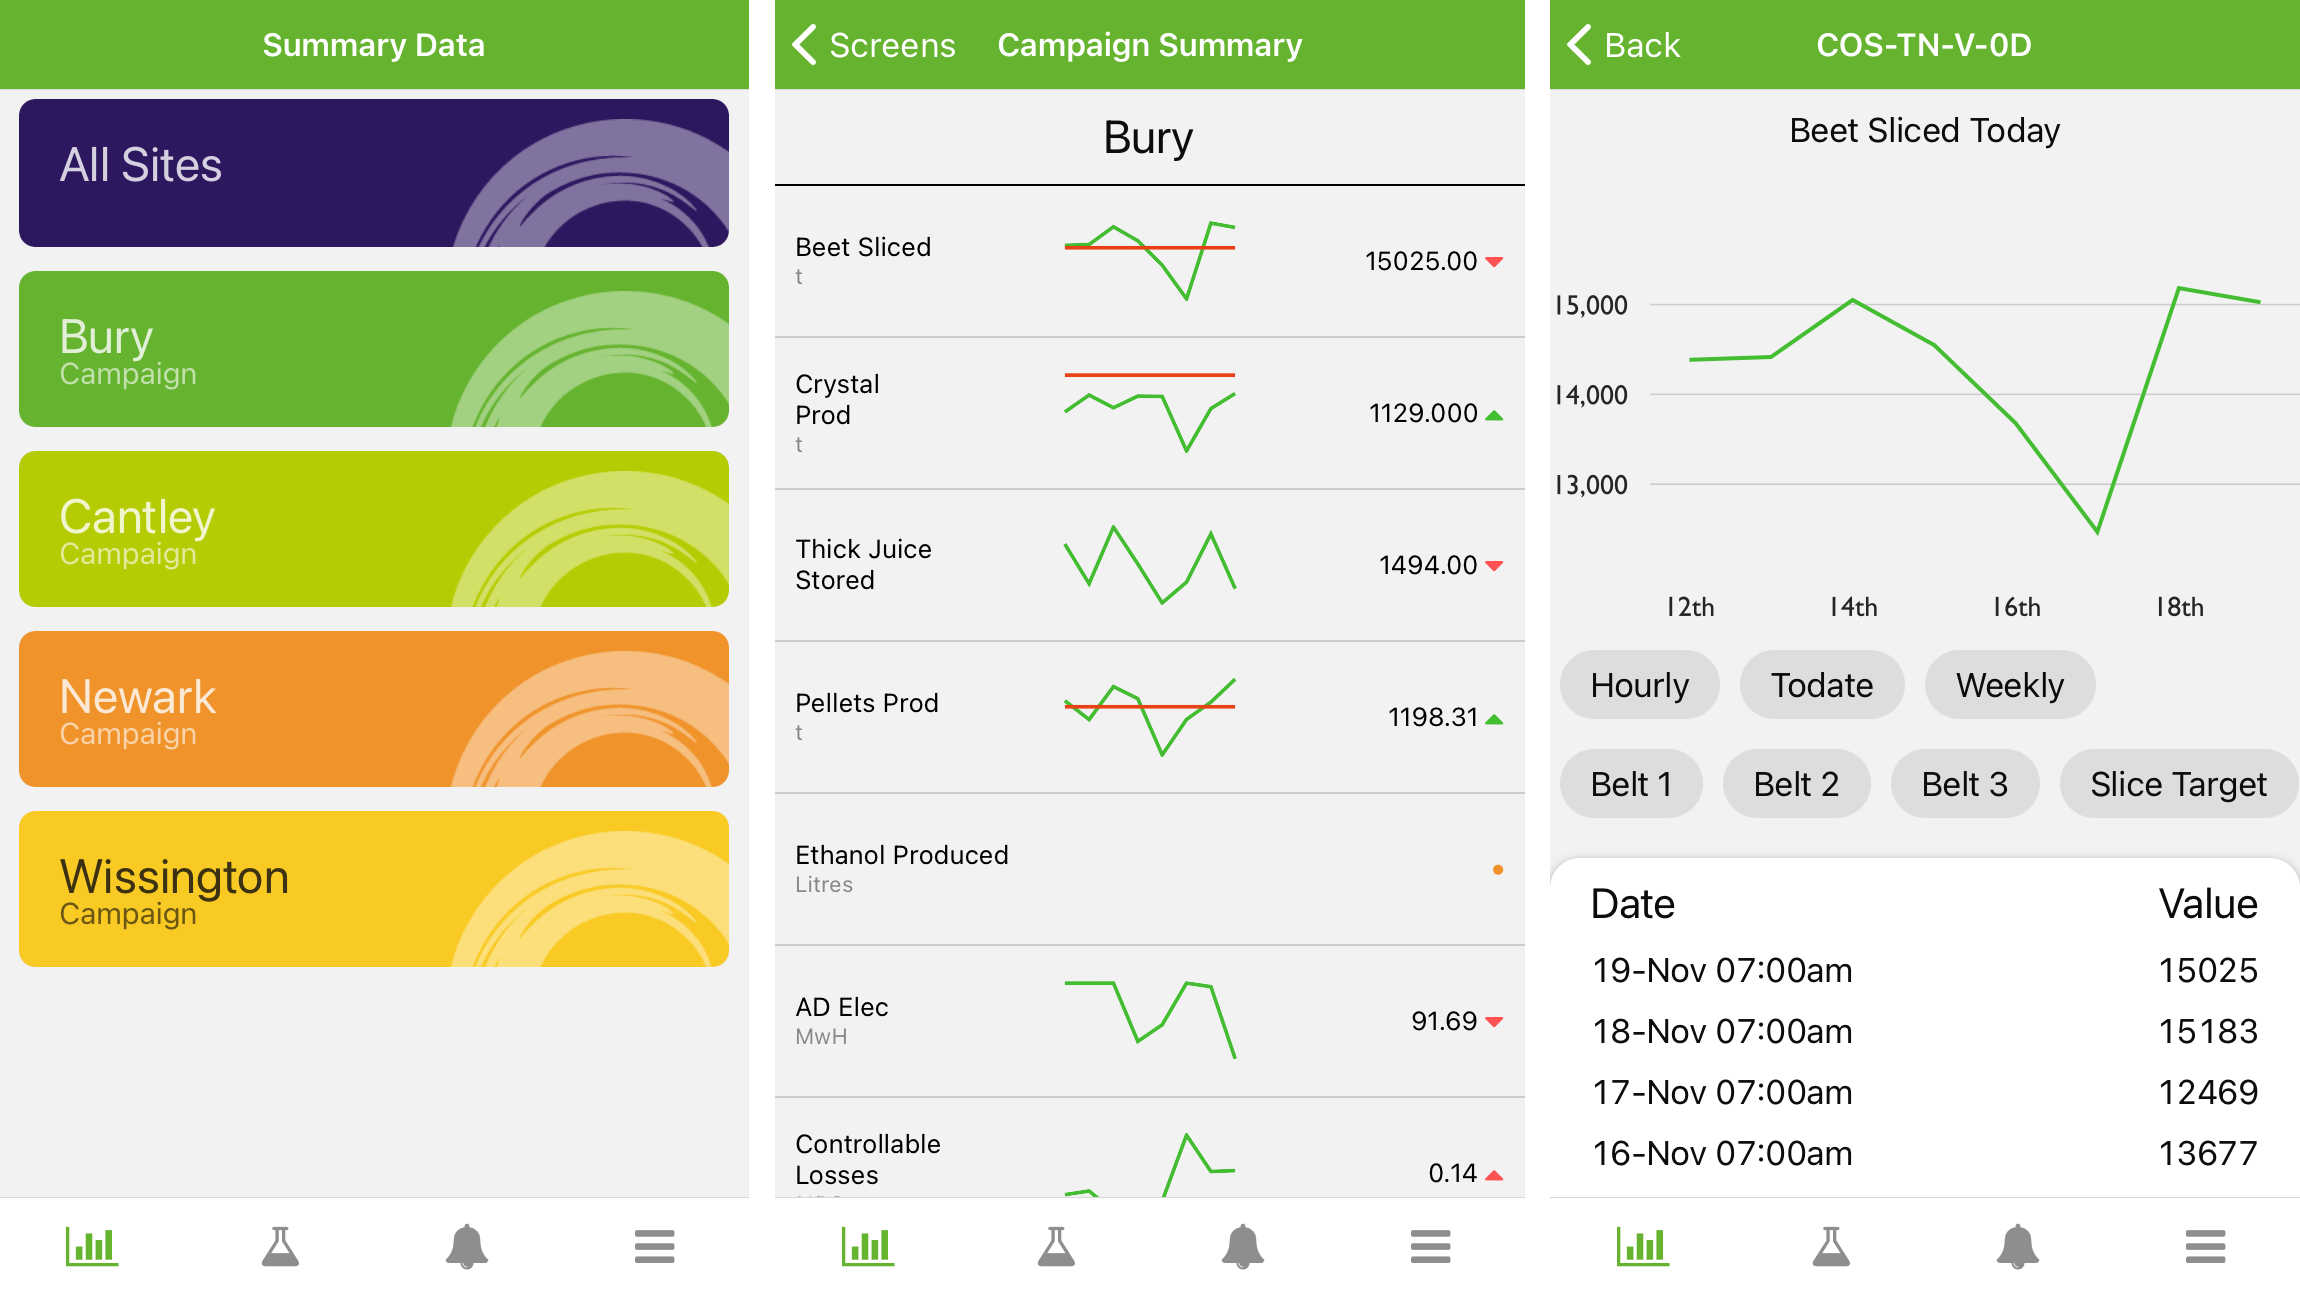 Summary Data
All Sites
Bury
Campaign
Cantley
Campaign
Newark
Campaign
Wissington
Campaign
Screens
Campaign Summary
Bury
Beet Sliced
t
15025.00
Crystal
Prod
t
1129.000
Thick Juice
Stored
1494.00
Pellets Prod
t
1198.31
Ethanol Produced
Litres
AD Elec
MwH
91.69
Controllable
Losses
0.14
Back
COS-TN-V-0D
Beet Sliced Today
15,000
14,000
13,000
12th 14th 16th 18th
Hourly Todate Weekly
Belt 1 Belt 2 Belt 3 Slice Target
Date Value
19-Nov 07:00am 15025
18-Nov 07:00am 15183
17-Nov 07:00am 12469
16-Nov 07:00am 13677